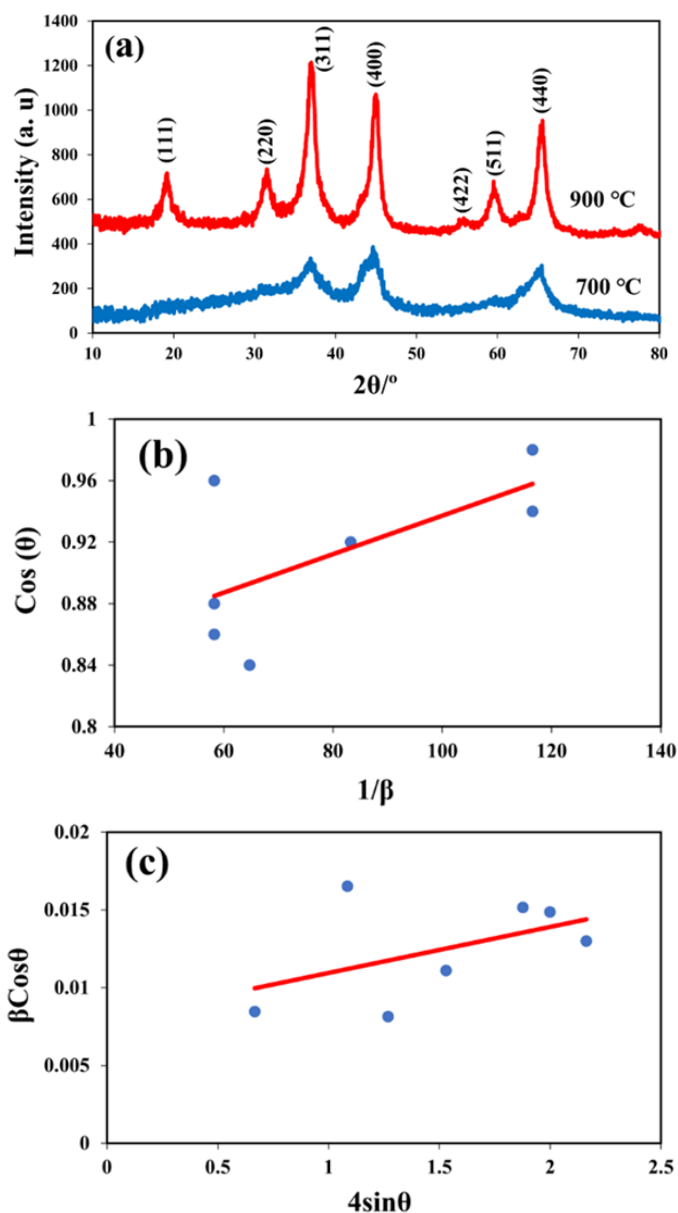 (a)
Intensity (a. u)
1400
1200
1000
800
600
400
200
0
(111)
(220)
(311)
(400)
(422)
(511)
(440)
900 °C
700 °C
10 20 30 40 50 60 70 80
2θ/º
(b)
Cos (θ)
1
0.96
0.92
0.88
0.84
0.8
40 60 80 100 120 140
1/β
(c)
βCosθ
0.02
0.015
0.01
0.005
0
0 0.5 1 1.5 2 2.5
4sinθ